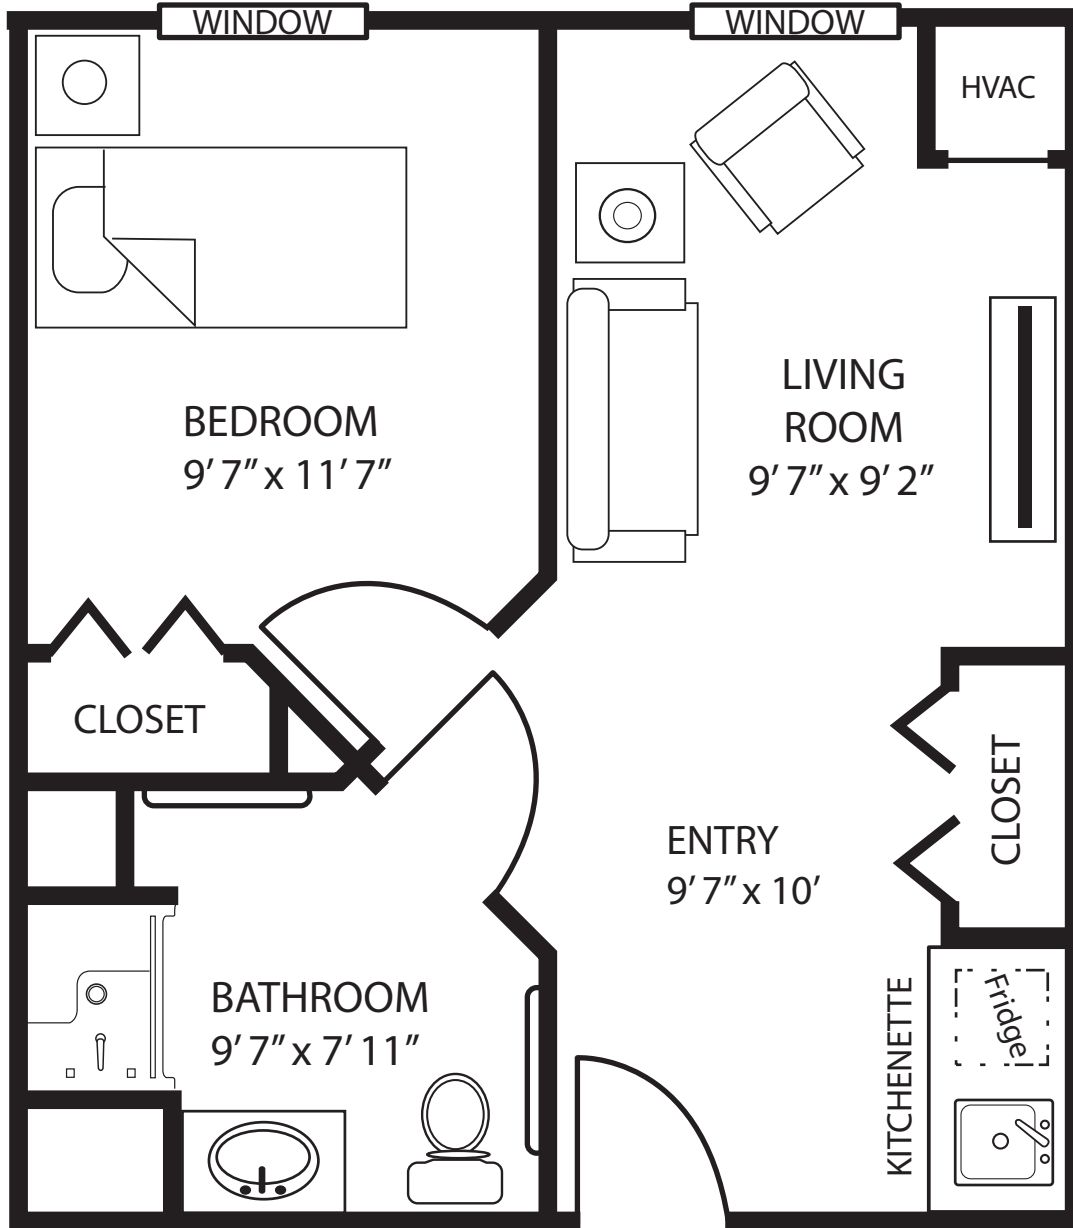 WINDOW
WINDOW
HVAC
LIVING
ROOM
9’ 7” x 9’ 2”
BEDROOM
9’ 7” x 11’ 7”
CLOSET
CLOSET
ENTRY
9’ 7” x 10’
BATHROOM
9’ 7” x 7’ 11”
KITCHENETTE
Fridge